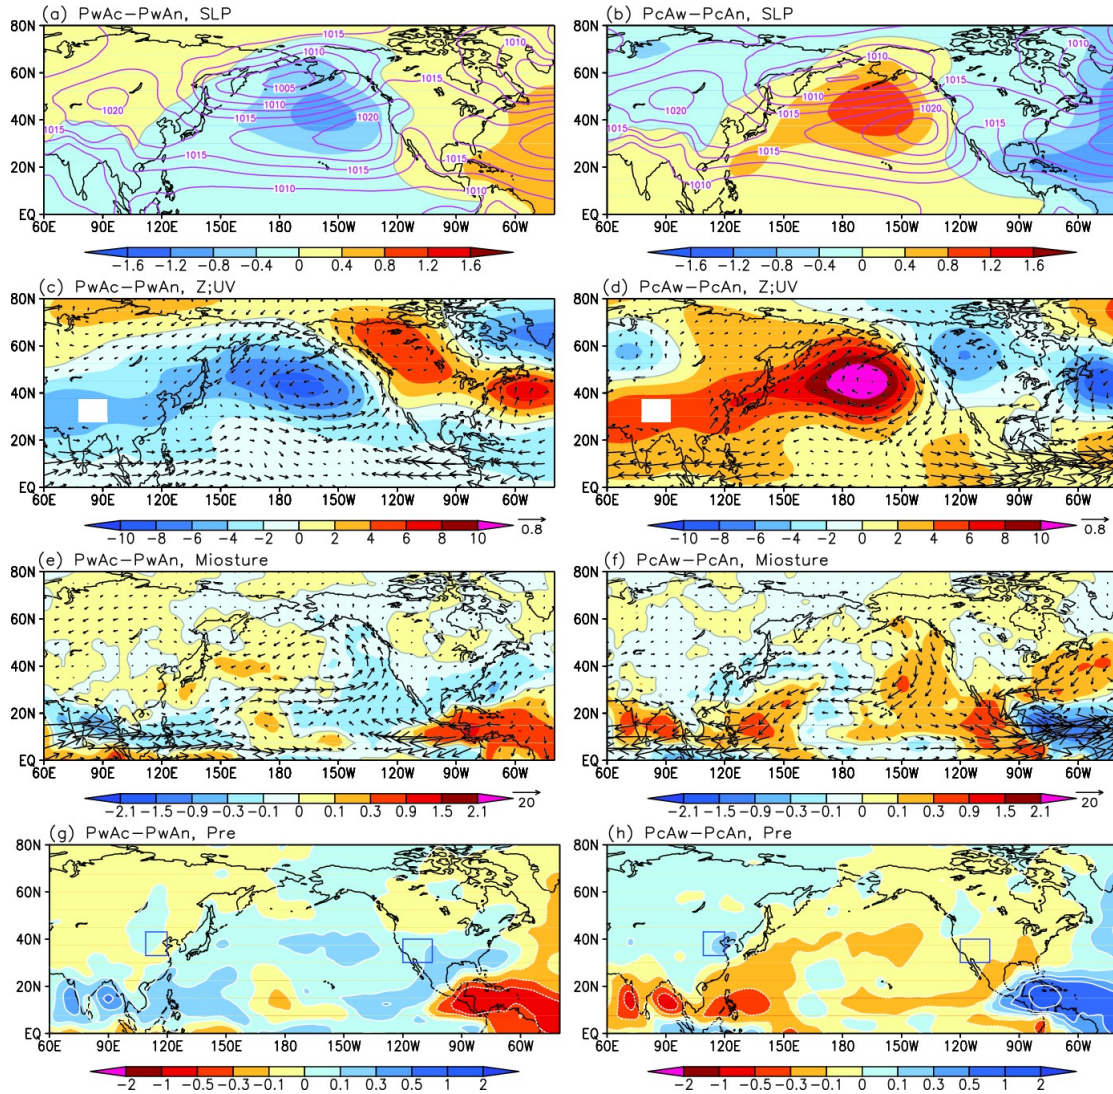 (a) PwAc−PwAn, SLP
80N
60N
40N
20N
EQ
1015
1010
1005
1010
1015
1020
1020
1015
1015
1015
1010
1015
1010
1010
60E 90E 120E 150E 180 150W 120W 90W 60W
−1.6 −1.2 −0.8 −0.4 0 0.4 0.8 1.2 1.6
(b) PcAw−PcAn, SLP
80N
60N
40N
20N
EQ
1015
1010
1010
1015
1020
1020
1010
1015
1015
1015
1015
1010
1010
60E 90E 120E 150E 180 150W 120W 90W 60W
−1.6 −1.2 −0.8 −0.4 0 0.4 0.8 1.2 1.6
(c) PwAc−PwAn, Z;UV
80N
60N
40N
20N
EQ
60E 90E 120E 150E 180 150W 120W 90W 60W
−10 −8 −6 −4 −2 0 2 4 6 8 10 0.8
(d) PcAw−PcAn, Z;UV
80N
60N
40N
20N
EQ
60E 90E 120E 150E 180 150W 120W 90W 60W
−10 −8 −6 −4 −2 0 2 4 6 8 10 0.8
(e) PwAc−PwAn, Miosture
80N
60N
40N
20N
EQ
60E 90E 120E 150E 180 150W 120W 90W 60W
−2.1 −1.5 −0.9 −0.3 −0.1 0 0.1 0.3 0.9 1.5 2.1 20
(f) PcAw−PcAn, Miosture
80N
60N
40N
20N
EQ
60E 90E 120E 150E 180 150W 120W 90W 60W
−2.1 −1.5 −0.9 −0.3 −0.1 0 0.1 0.3 0.9 1.5 2.1 20
(g) PwAc−PwAn, Pre
80N
60N
40N
20N
EQ
60E 90E 120E 150E 180 150W 120W 90W 60W
−2 −1 −0.5 −0.3 −0.1 0 0.1 0.3 0.5 1 2
(h) PcAw−PcAn, Pre
80N
60N
40N
20N
EQ
60E 90E 120E 150E 180 150W 120W 90W 60W
−2 −1 −0.5 −0.3 −0.1 0 0.1 0.3 0.5 1 2